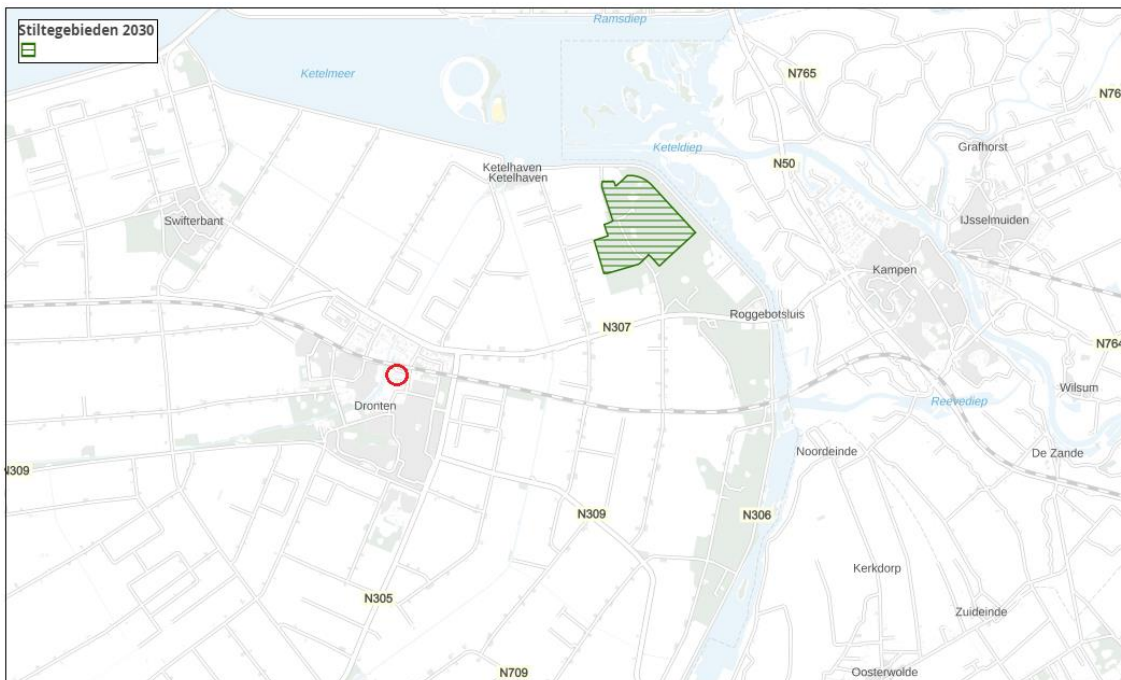 Stiltegebieden 2030
Ramsdiep
Ketelmeer
N765
N76
Keteldiep
Grafhorst
N50
Ketelhaven
Ketelhaven
Swifterbant
IJsselmuiden
Kampen
Roggebotsluis
N307
N764
Wilsum
Reevediep
Dronten
Noordeinde
De Zande
N309
N309
N306
Kerkdorp
N305
Zuideinde
N709
Oosterwolde